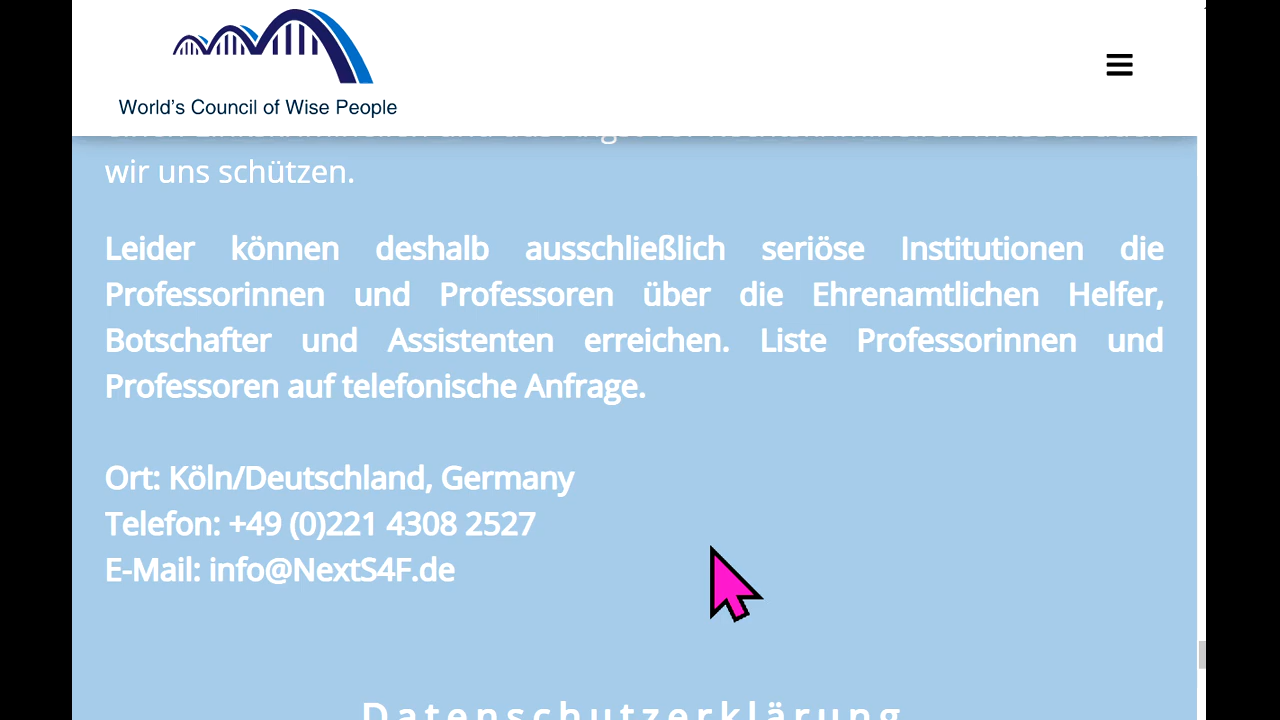 World's Council of Wise People
wir uns schützen.
Leider können deshalb ausschließlich seriöse Institutionen die
Professorinnen und Professoren über die Ehrenamtlichen Helfer,
Botschafter und Assistenten erreichen. Liste Professorinnen und
Professoren auf telefonische Anfrage.
Ort: Köln/Deutschland, Germany
Telefon: +49 (0)221 4308 2527
E-Mail: info@NextS4F.de
Datenschutzerklärung